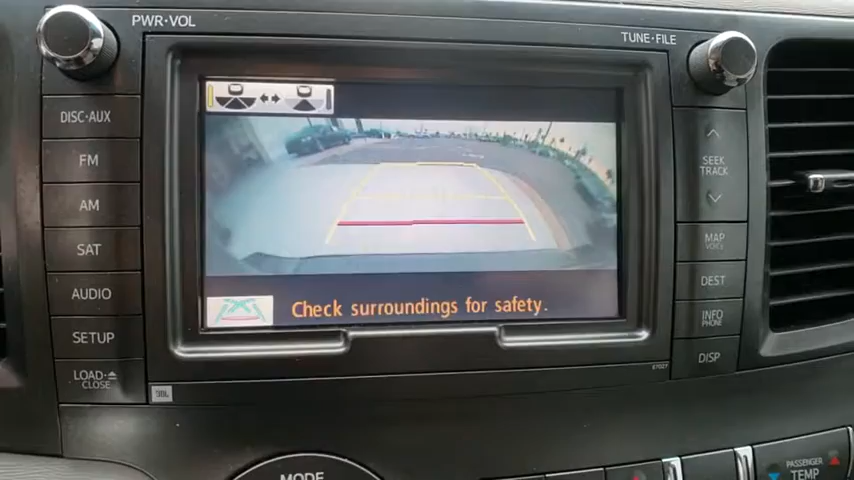 PWR·VOL
TUNE·FILE
DISC·AUX
FM
AM
SAT
AUDIO
SETUP
LOAD·
CLOSE
JBL
SEEK
TRACK
MAP
VOICE
DEST
INFO
PHONE
DISP
Check surroundings for safety.
E7027
MODE
PASSENGER
TEMP